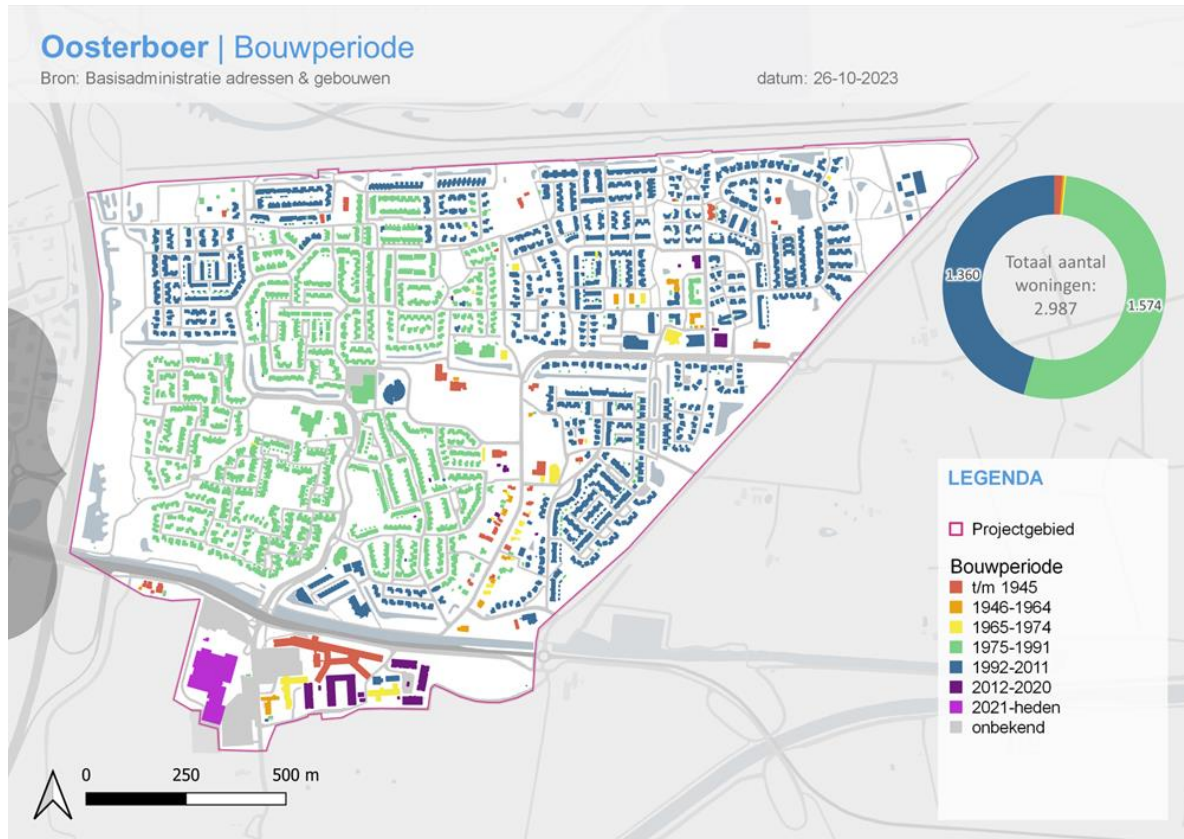 Oosterboer | Bouwperiode
Bron: Basisadministratie adressen & gebouwen
datum: 26-10-2023
Totaal aantal
woningen:
2.987
1.360
1.574
LEGENDA
Projectgebied
Bouwperiode
t/m 1945
1946-1964
1965-1974
1975-1991
1992-2011
2012-2020
2021-heden
onbekend
0 250 500 m